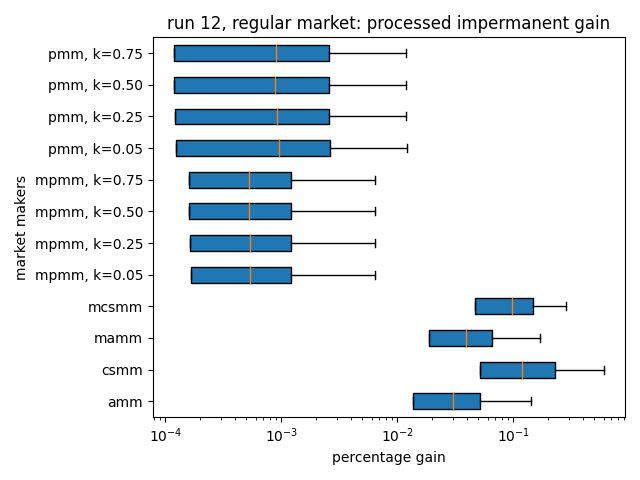 run 12, regular market: processed impermanent gain
market makers
pmm, k=0.75
pmm, k=0.50
pmm, k=0.25
pmm, k=0.05
mpmm, k=0.75
mpmm, k=0.50
mpmm, k=0.25
mpmm, k=0.05
mcsmm
mamm
csmm
amm
10⁻⁴ 10⁻³ 10⁻² 10⁻¹
percentage gain